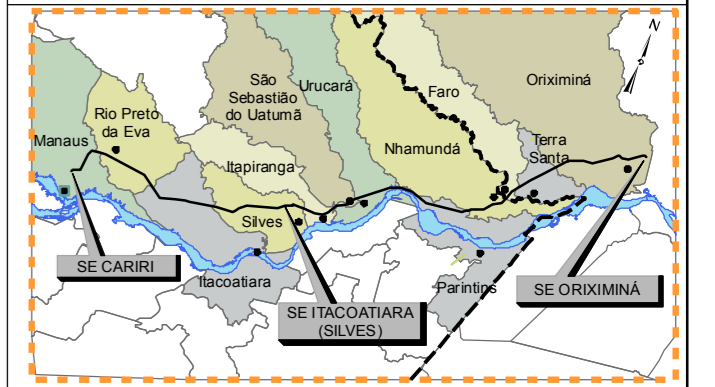 N
São
Sebastião
do Uatumã
Urucará
Faro
Oriximiná
Rio Preto
da Eva
Manaus
Nhamundá
Terra
Santa
Itapiranga
Silves
SE CARIRI
Itacoatiara
SE ITACOATIARA
(SILVES)
Parintins
SE ORIXIMINÁ